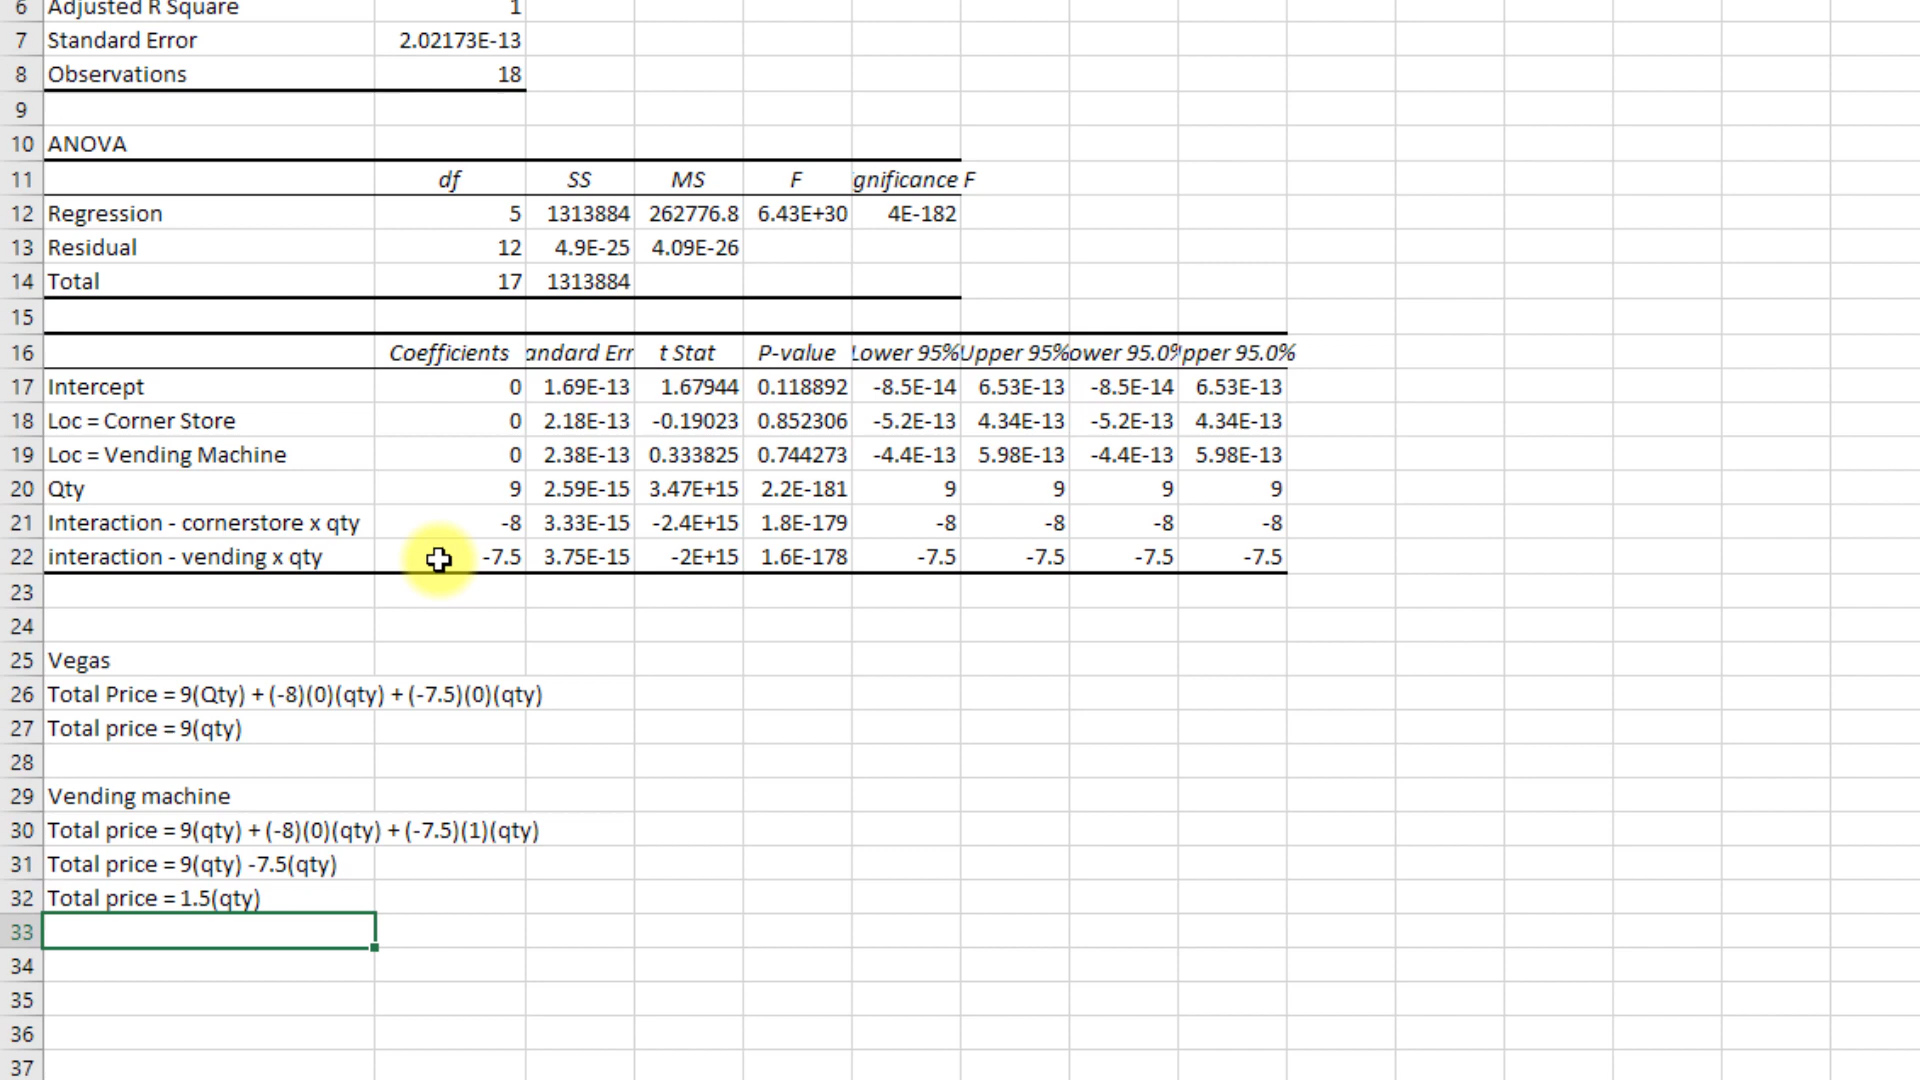 6 Adjusted R Square 1
7 Standard Error 2.02173E-13
8 Observations 18
9
10 ANOVA
11 df SS MS F gnificance F
12 Regression 5 1313884 262776.8 6.43E+30 4E-182
13 Residual 12 4.9E-25 4.09E-26
14 Total 17 1313884
15
16 Coefficients andard Err t Stat P-value Lower 95% Upper 95% ower 95.0% pper 95.0%
17 Intercept 0 1.69E-13 1.67944 0.118892 -8.5E-14 6.53E-13 -8.5E-14 6.53E-13
18 Loc = Corner Store 0 2.18E-13 -0.19023 0.852306 -5.2E-13 4.34E-13 -5.2E-13 4.34E-13
19 Loc = Vending Machine 0 2.38E-13 0.333825 0.744273 -4.4E-13 5.98E-13 -4.4E-13 5.98E-13
20 Qty 9 2.59E-15 3.47E+15 2.2E-181 9 9 9 9
21 Interaction - cornerstore x qty -8 3.33E-15 -2.4E+15 1.8E-179 -8 -8 -8 -8
22 interaction - vending x qty -7.5 3.75E-15 -2E+15 1.6E-178 -7.5 -7.5 -7.5 -7.5
23
24
25 Vegas
26 Total Price = 9(Qty) + (-8)(0)(qty) + (-7.5)(0)(qty)
27 Total price = 9(qty)
28
29 Vending machine
30 Total price = 9(qty) + (-8)(0)(qty) + (-7.5)(1)(qty)
31 Total price = 9(qty) -7.5(qty)
32 Total price = 1.5(qty)
33
34
35
36
37